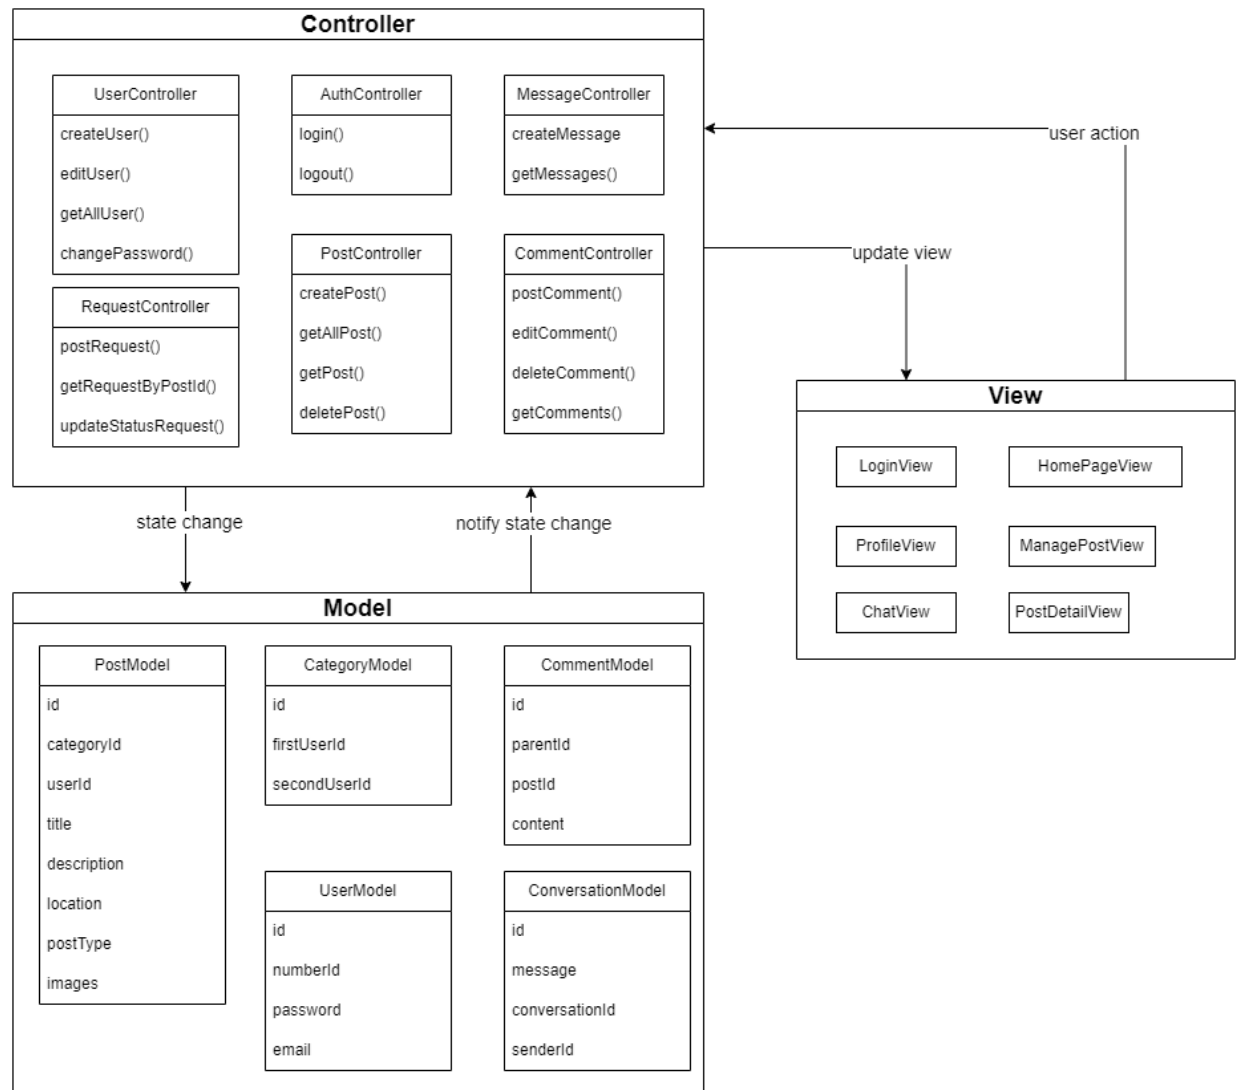 Controller
UserController
createUser()
editUser()
getAllUser()
changePassword()
AuthController
login()
logout()
MessageController
createMessage
getMessages()
RequestController
postRequest()
getRequestByPostId()
updateStatusRequest()
PostController
createPost()
getAllPost()
getPost()
deletePost()
CommentController
postComment()
editComment()
deleteComment()
getComments()
user action
update view
View
LoginView
HomePageView
ProfileView
ManagePostView
ChatView
PostDetailView
state change
notify state change
Model
PostModel
id
categoryId
userId
title
description
location
postType
images
CategoryModel
id
firstUserId
secondUserId
CommentModel
id
parentId
postId
content
UserModel
id
numberId
password
email
ConversationModel
id
message
conversationId
senderId